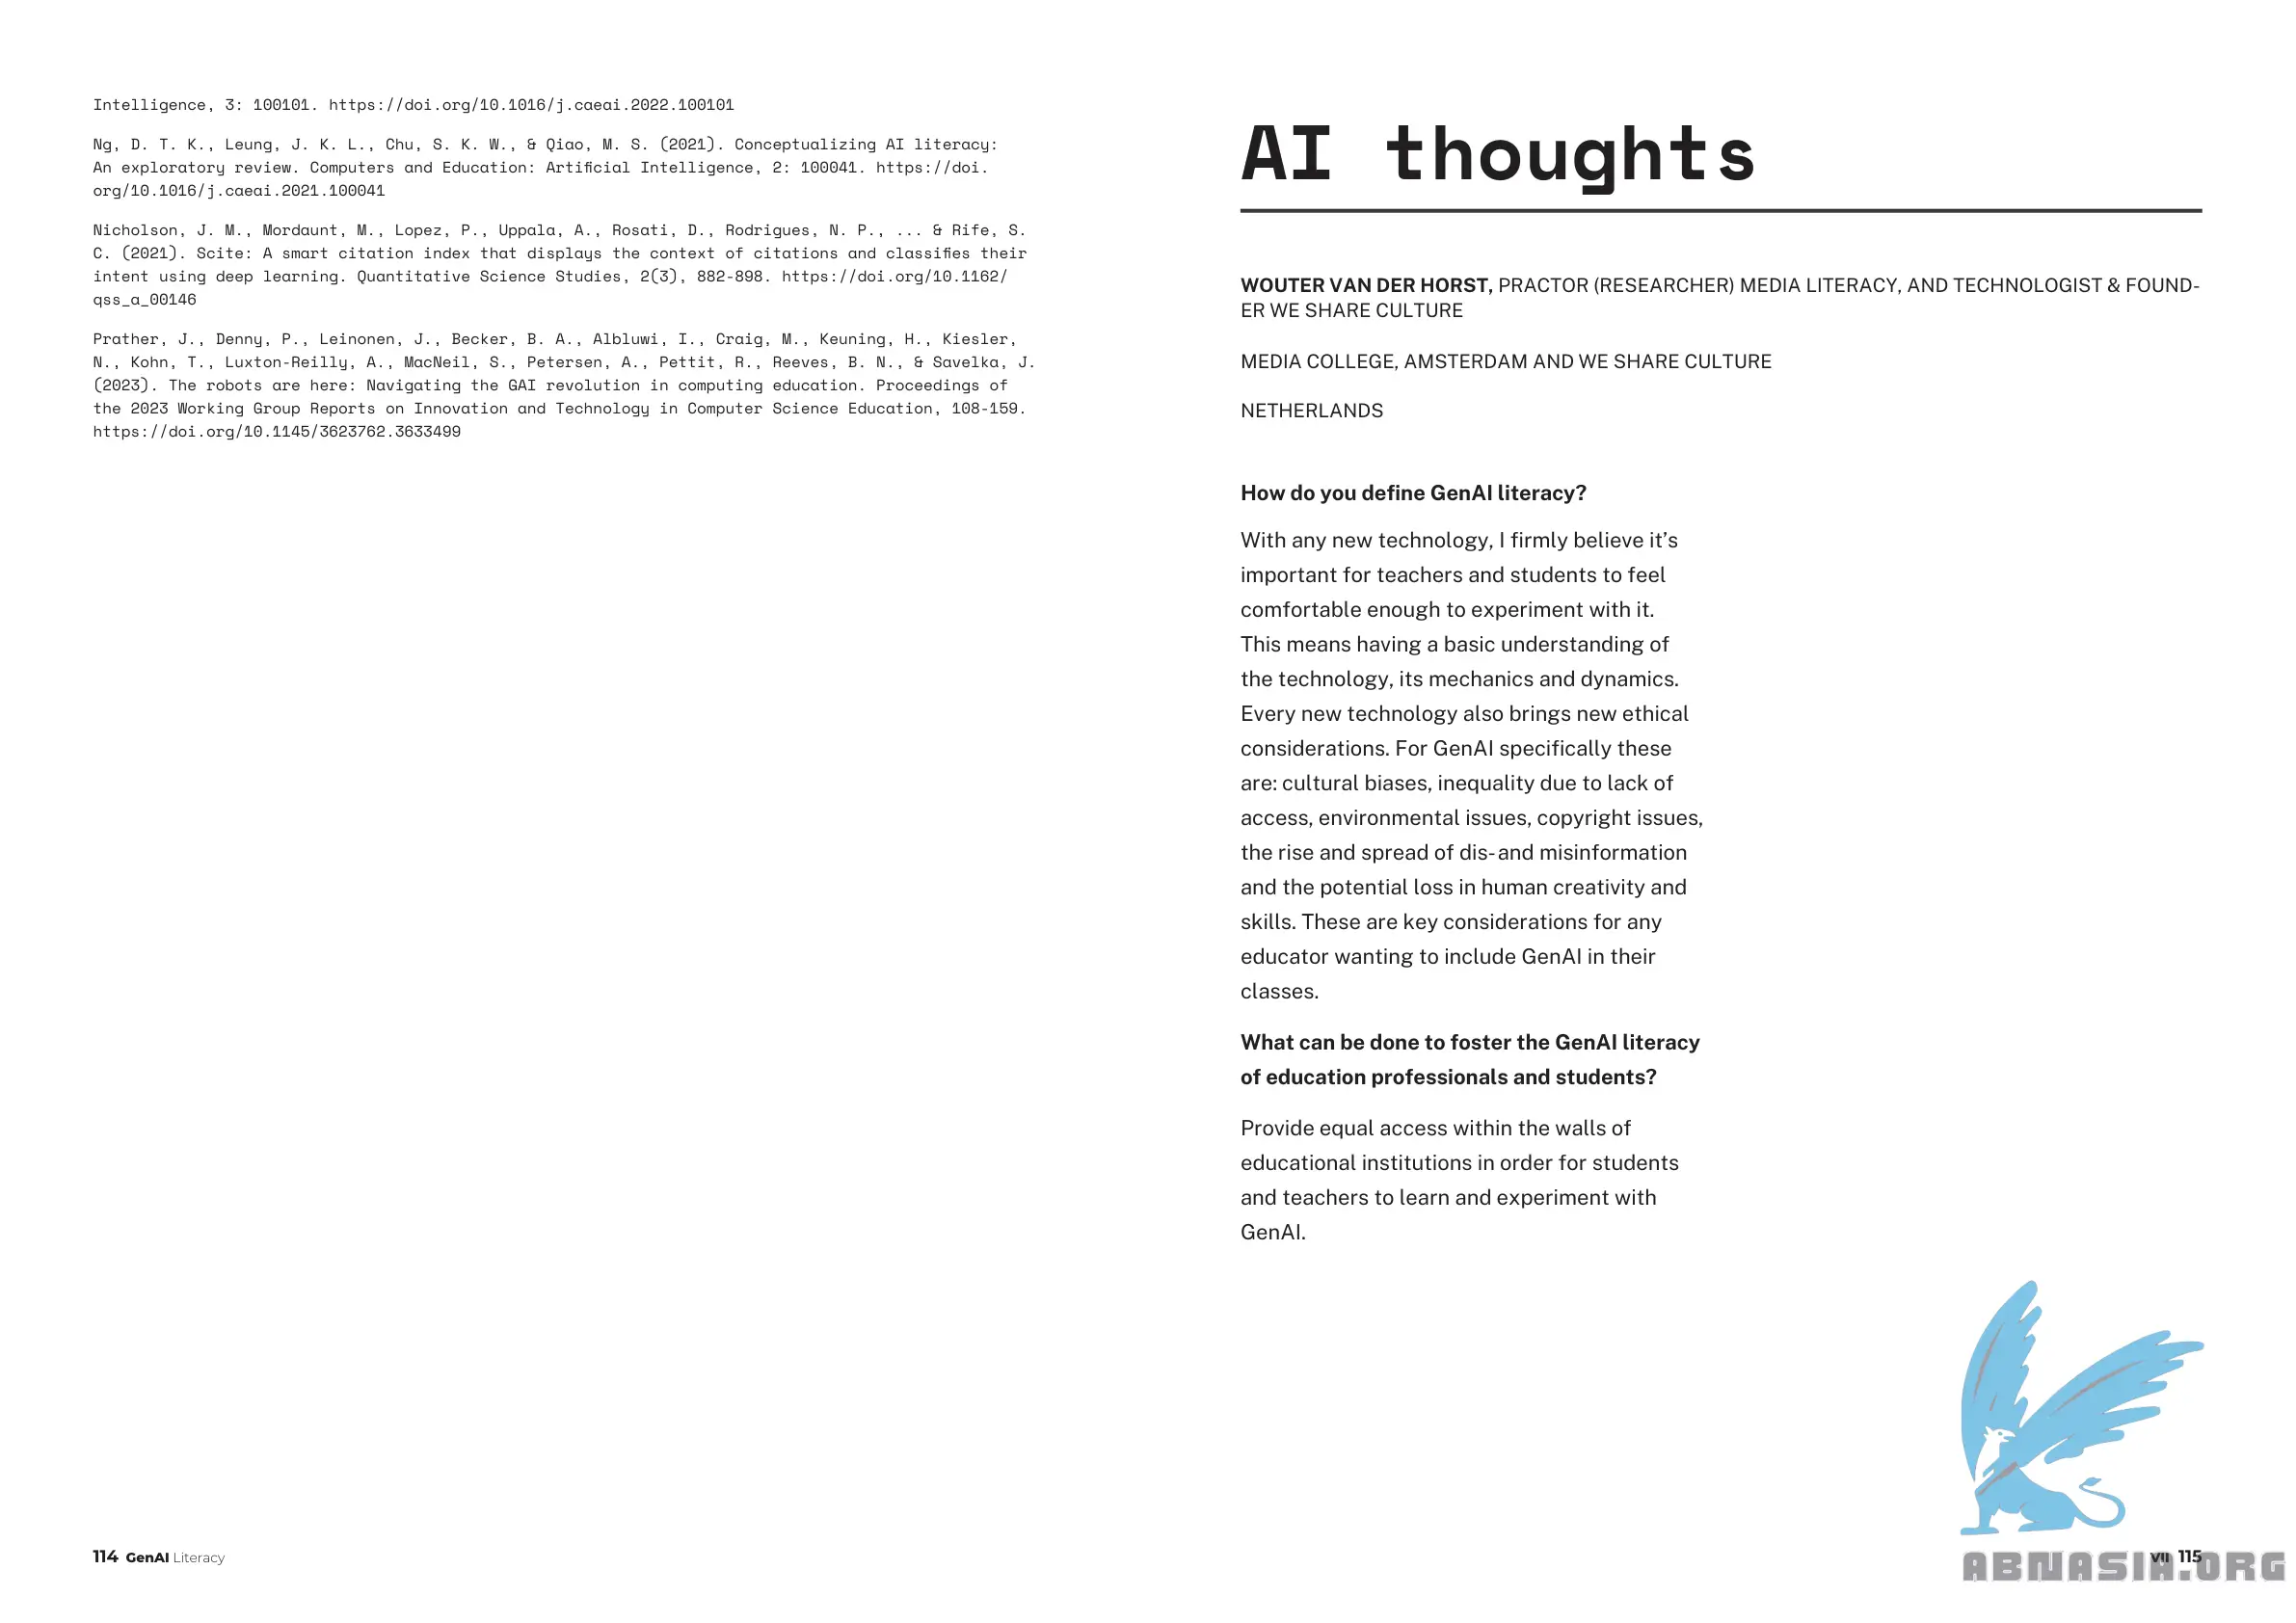 Intelligence, 3: 100101. https://doi.org/10.1016/j.caeai.2022.100101
Ng, D. T. K., Leung, J. K. L., Chu, S. K. W., & Qiao, M. S. (2021). Conceptualizing AI literacy:
An exploratory review. Computers and Education: Artificial Intelligence, 2: 100041. https://doi.
org/10.1016/j.caeai.2021.100041
Nicholson, J. M., Mordaunt, M., Lopez, P., Uppala, A., Rosati, D., Rodrigues, N. P., ... & Rife, S.
C. (2021). Scite: A smart citation index that displays the context of citations and classifies their
intent using deep learning. Quantitative Science Studies, 2(3), 882-898. https://doi.org/10.1162/
qss_a_00146
Prather, J., Denny, P., Leinonen, J., Becker, B. A., Albluwi, I., Craig, M., Keuning, H., Kiesler,
N., Kohn, T., Luxton-Reilly, A., MacNeil, S., Petersen, A., Pettit, R., Reeves, B. N., & Savelka, J.
(2023). The robots are here: Navigating the GAI revolution in computing education. Proceedings of
the 2023 Working Group Reports on Innovation and Technology in Computer Science Education, 108-159.
https://doi.org/10.1145/3623762.3633499
114 GenAI Literacy
AI thoughts
WOUTER VAN DER HORST, PRACTOR (RESEARCHER) MEDIA LITERACY, AND TECHNOLOGIST & FOUND-
ER WE SHARE CULTURE
MEDIA COLLEGE, AMSTERDAM AND WE SHARE CULTURE
NETHERLANDS
How do you define GenAI literacy?
With any new technology, I firmly believe it's
important for teachers and students to feel
comfortable enough to experiment with it.
This means having a basic understanding of
the technology, its mechanics and dynamics.
Every new technology also brings new ethical
considerations. For GenAI specifically these
are: cultural biases, inequality due to lack of
access, environmental issues, copyright issues,
the rise and spread of dis- and misinformation
and the potential loss in human creativity and
skills. These are key considerations for any
educator wanting to include GenAI in their
classes.
What can be done to foster the GenAI literacy
of education professionals and students?
Provide equal access within the walls of
educational institutions in order for students
and teachers to learn and experiment with
GenAI.
VII 115
ABNASIA.ORG